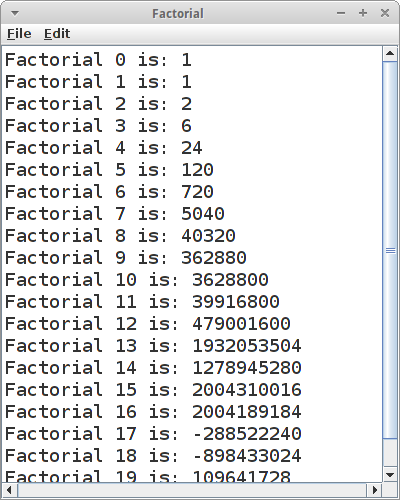 Factorial
File Edit
Factorial 0 is: 1
Factorial 1 is: 1
Factorial 2 is: 2
Factorial 3 is: 6
Factorial 4 is: 24
Factorial 5 is: 120
Factorial 6 is: 720
Factorial 7 is: 5040
Factorial 8 is: 40320
Factorial 9 is: 362880
Factorial 10 is: 3628800
Factorial 11 is: 39916800
Factorial 12 is: 479001600
Factorial 13 is: 1932053504
Factorial 14 is: 1278945280
Factorial 15 is: 2004310016
Factorial 16 is: 2004189184
Factorial 17 is: -288522240
Factorial 18 is: -898433024
Factorial 19 is: 109641728